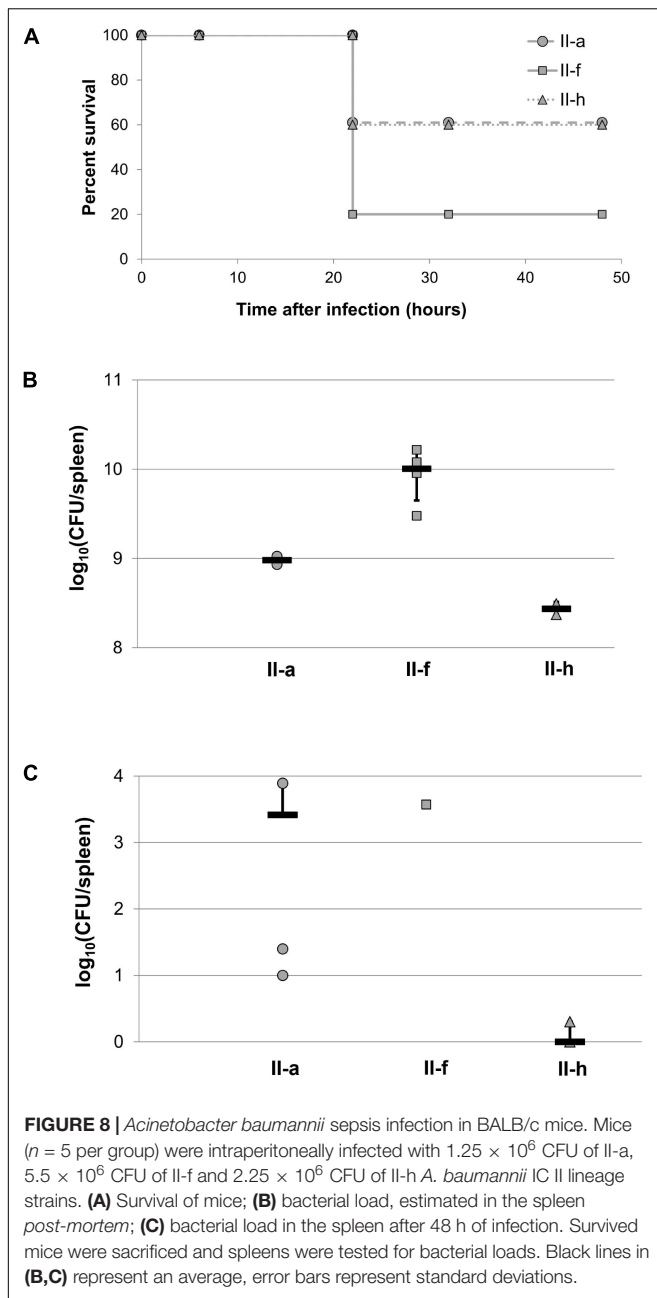 A
100
80
60
40
20
0
Percent survival
0 10 20 30 40 50
Time after infection (hours)
II-a
II-f
II-h
B
11
10
9
8
log10(CFU/spleen)
II-a II-f II-h
C
4
3
2
1
0
log10(CFU/spleen)
II-a II-f II-h
FIGURE 8 | Acinetobacter baumannii sepsis infection in BALB/c mice. Mice
(n = 5 per group) were intraperitoneally infected with 1.25 × 10⁶ CFU of II-a,
5.5 × 10⁶ CFU of II-f and 2.25 × 10⁶ CFU of II-h A. baumannii IC II lineage
strains. (A) Survival of mice; (B) bacterial load, estimated in the spleen
post-mortem; (C) bacterial load in the spleen after 48 h of infection. Survived
mice were sacrificed and spleens were tested for bacterial loads. Black lines in
(B,C) represent an average, error bars represent standard deviations.